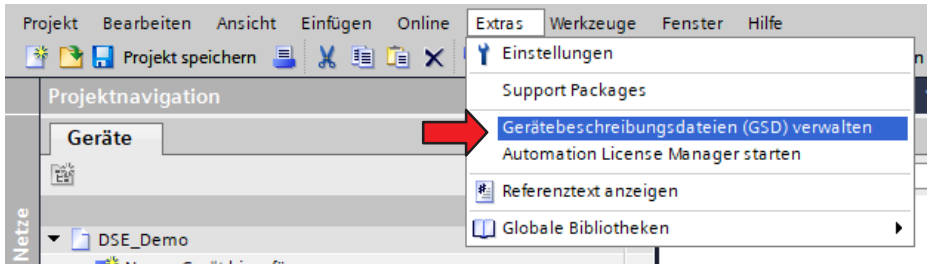 Projekt Bearbeiten Ansicht Einfügen Online Extras Werkzeuge Fenster Hilfe
Projekt speichern
Einstellungen
Projektnavigation
Support Packages
Geräte
Gerätebeschreibungsdateien (GSD) verwalten
Automation License Manager starten
Referenztext anzeigen
Globale Bibliotheken
Netze
DSE_Demo